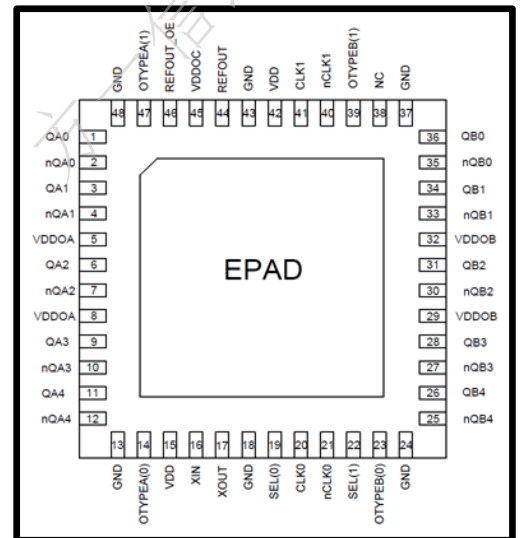 GND
OTYPEA(1)
REFOUT_OE
VDDOC
REFOUT
GND
VDD
CLK1
nCLK1
OTYPEB(1)
NC
GND
48 47 46 45 44 43 42 41 40 39 38 37
QA0 1 36 QB0
nQA0 2 35 nQB0
QA1 3 34 QB1
nQA1 4 33 nQB1
VDDOA 5 32 VDDOB
QA2 6 31 QB2
EPAD
nQA2 7 30 nQB2
VDDOA 8 29 VDDOB
QA3 9 28 QB3
nQA3 10 27 nQB3
QA4 11 26 QB4
nQA4 12 25 nQB4
13 14 15 16 17 18 19 20 21 22 23 24
GND
OTYPEA(0)
VDD
XIN
XOUT
GND
SEL(0)
CLK0
nCLK0
SEL(1)
OTYPEB(0)
GND